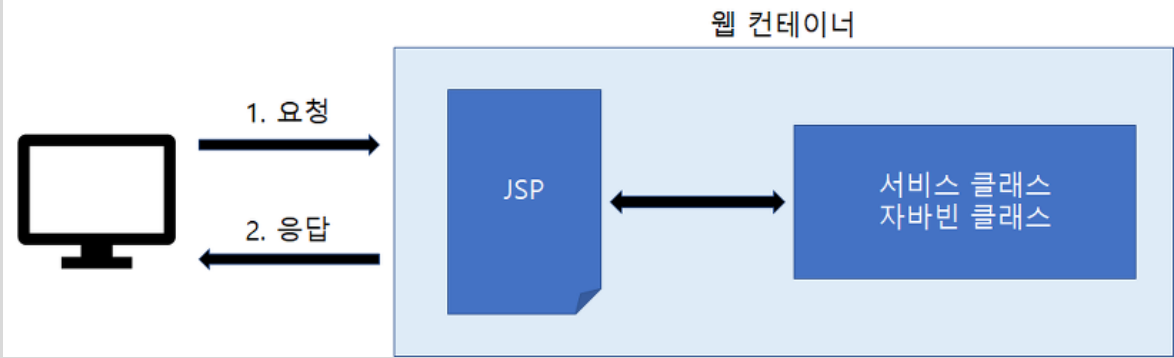 웹 컨테이너
1. 요청
JSP
서비스 클래스
자바빈 클래스
2. 응답